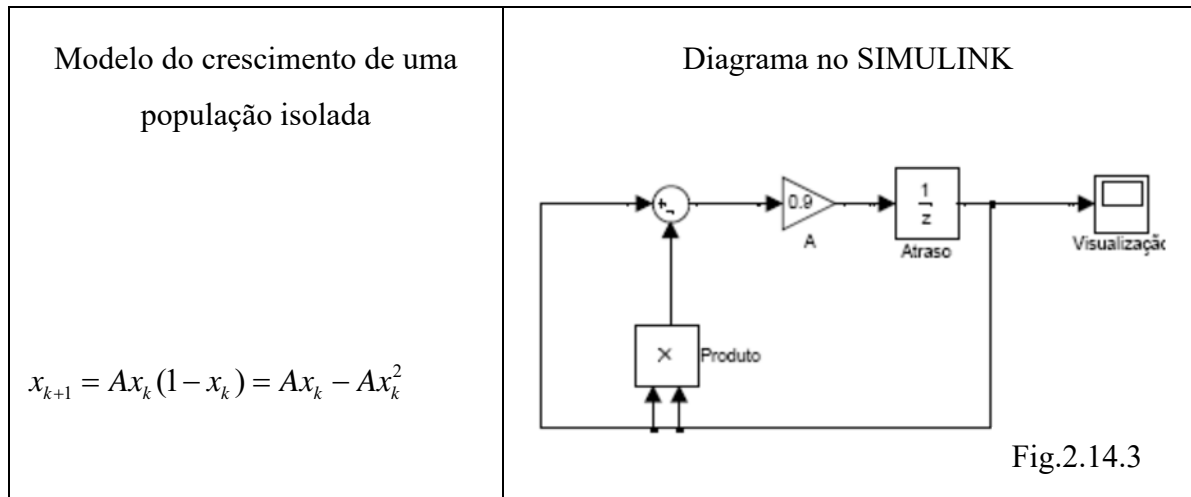 Modelo do crescimento de uma
população isolada
x_{k+1} = Ax_k(1 − x_k) = Ax_k − Ax_k^2
Diagrama no SIMULINK
+-
0.9
A
1
z
Atraso
Visualização
×
Produto
Fig.2.14.3